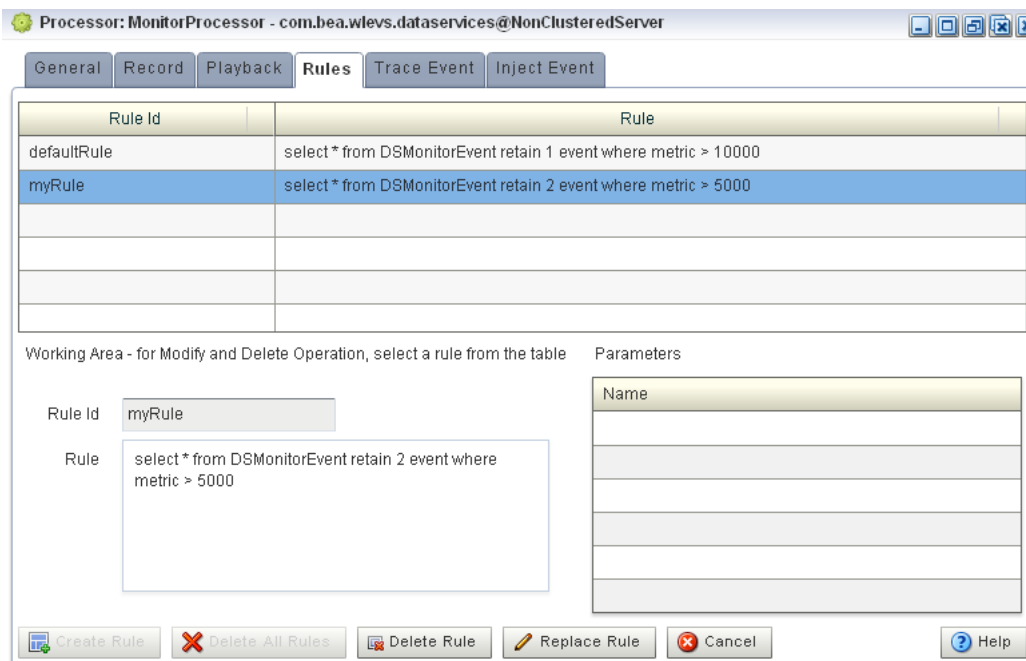 Processor: MonitorProcessor - com.bea.wlevs.dataservices@NonClusteredServer
General Record Playback Rules Trace Event Inject Event
Rule Id Rule
defaultRule select * from DSMonitorEvent retain 1 event where metric > 10000
myRule select * from DSMonitorEvent retain 2 event where metric > 5000
Working Area - for Modify and Delete Operation, select a rule from the table Parameters
Name
Rule Id myRule
Rule select * from DSMonitorEvent retain 2 event where
metric > 5000
Create Rule Delete All Rules Delete Rule Replace Rule Cancel Help